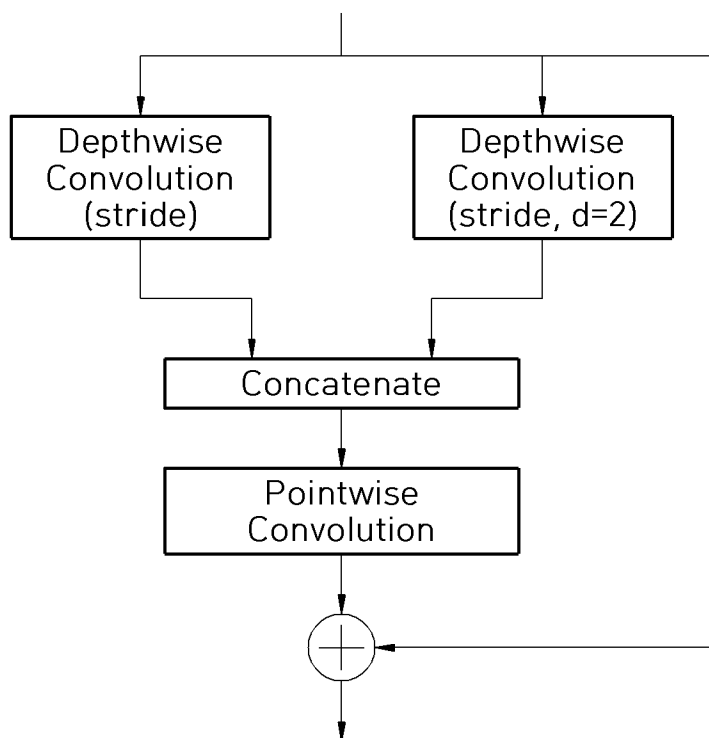 Depthwise
Convolution
(stride)
Depthwise
Convolution
(stride, d=2)
Concatenate
Pointwise
Convolution